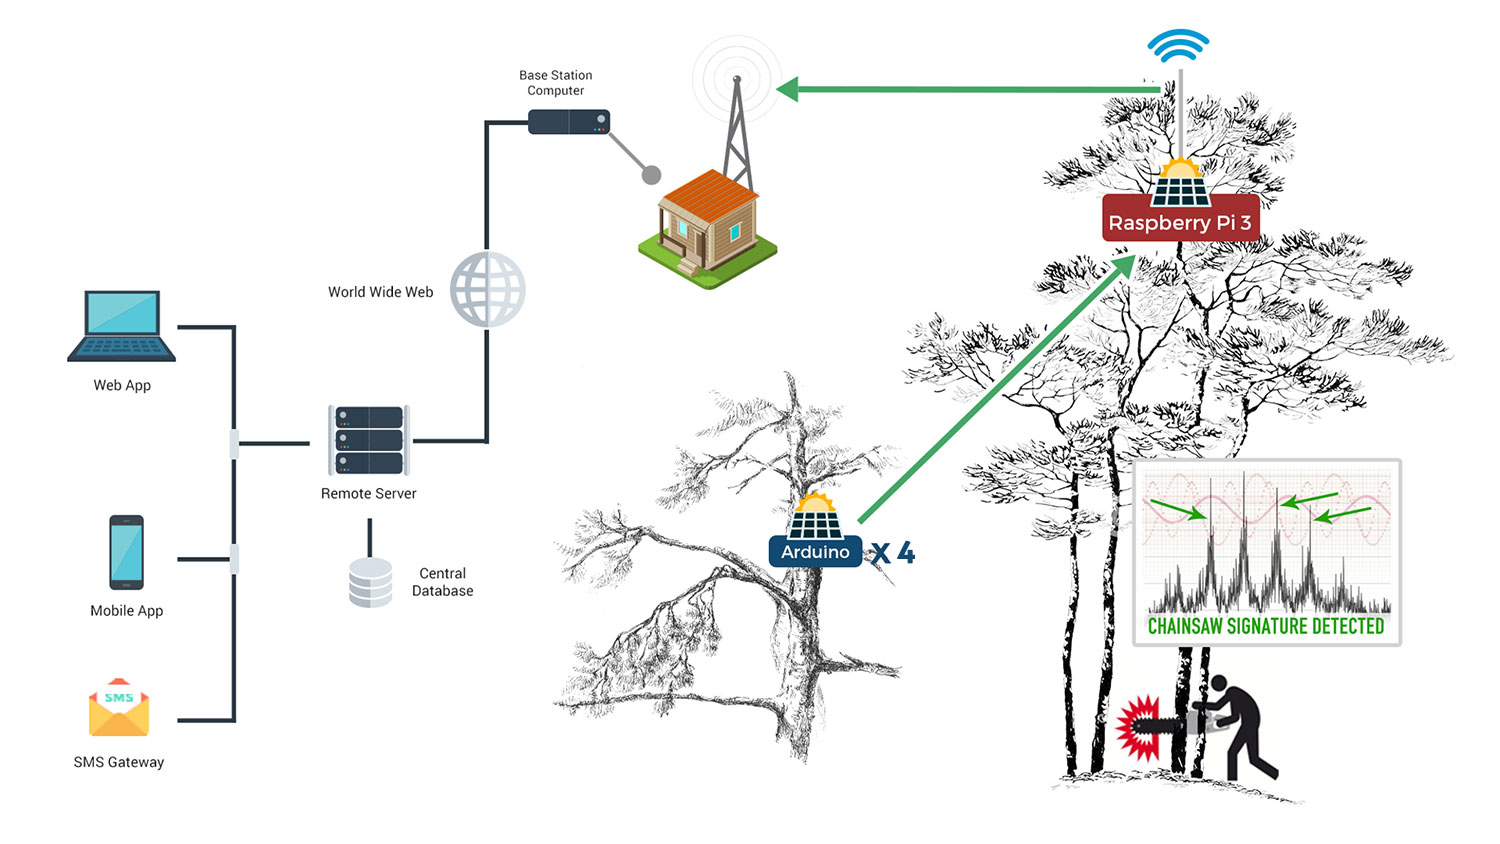 Base Station
Computer
Raspberry Pi 3
World Wide Web
Web App
Remote Server
Arduino x 4
Central
Database
Mobile App
CHAINSAW SIGNATURE DETECTED
SMS
SMS Gateway